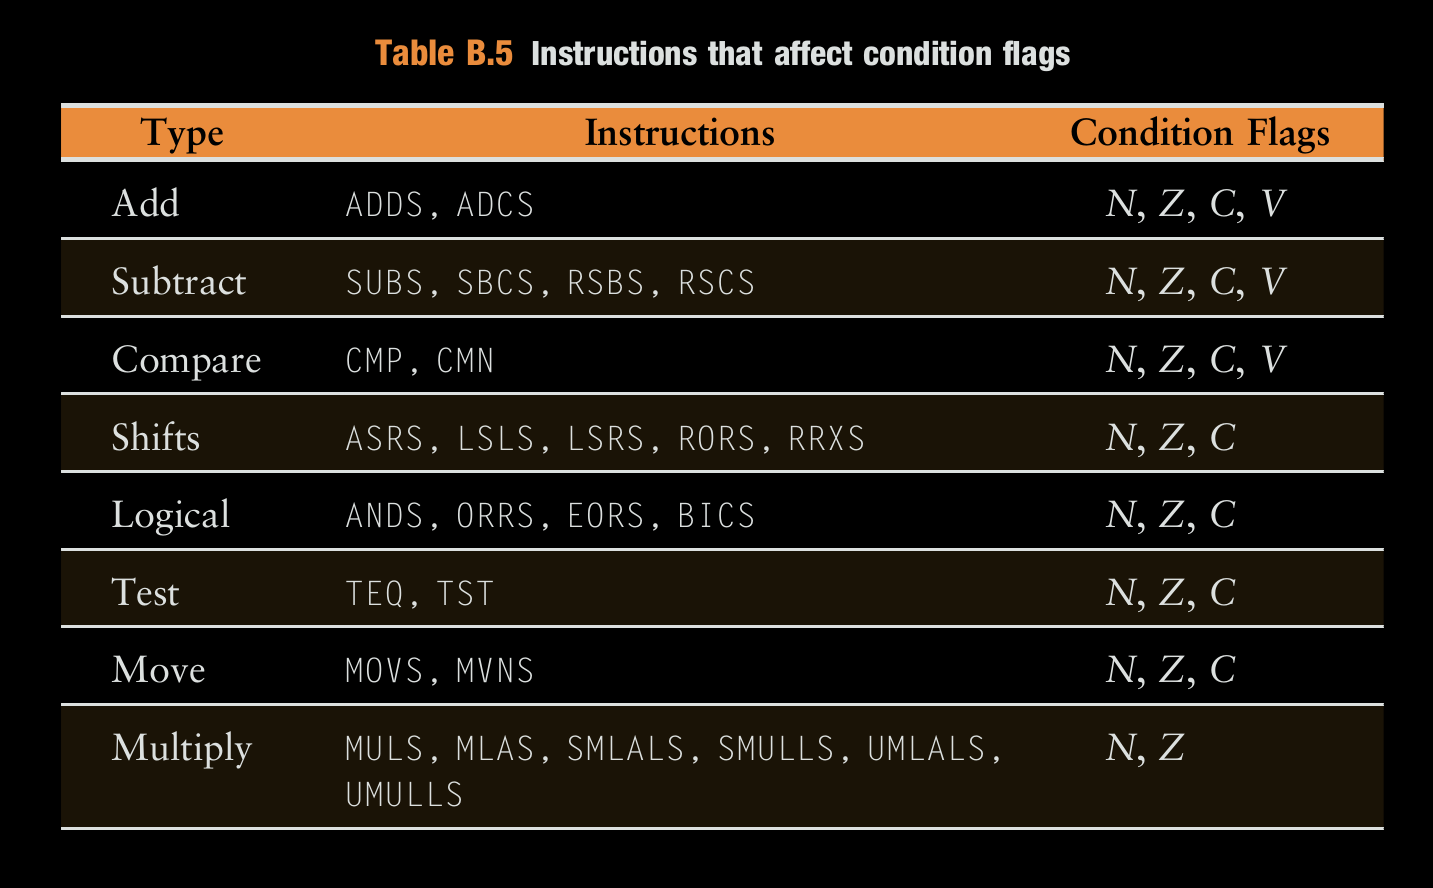 Table B.5 Instructions that affect condition flags
Type Instructions Condition Flags
Add ADDS, ADCS N, Z, C, V
Subtract SUBS, SBCS, RSBS, RSCS N, Z, C, V
Compare CMP, CMN N, Z, C, V
Shifts ASRS, LSLS, LSRS, RORS, RRXS N, Z, C
Logical ANDS, ORRS, EORS, BICS N, Z, C
Test TEQ, TST N, Z, C
Move MOVS, MVNS N, Z, C
Multiply MULS, MLAS, SMLALS, SMULLS, UMLALS, N, Z
UMULLS